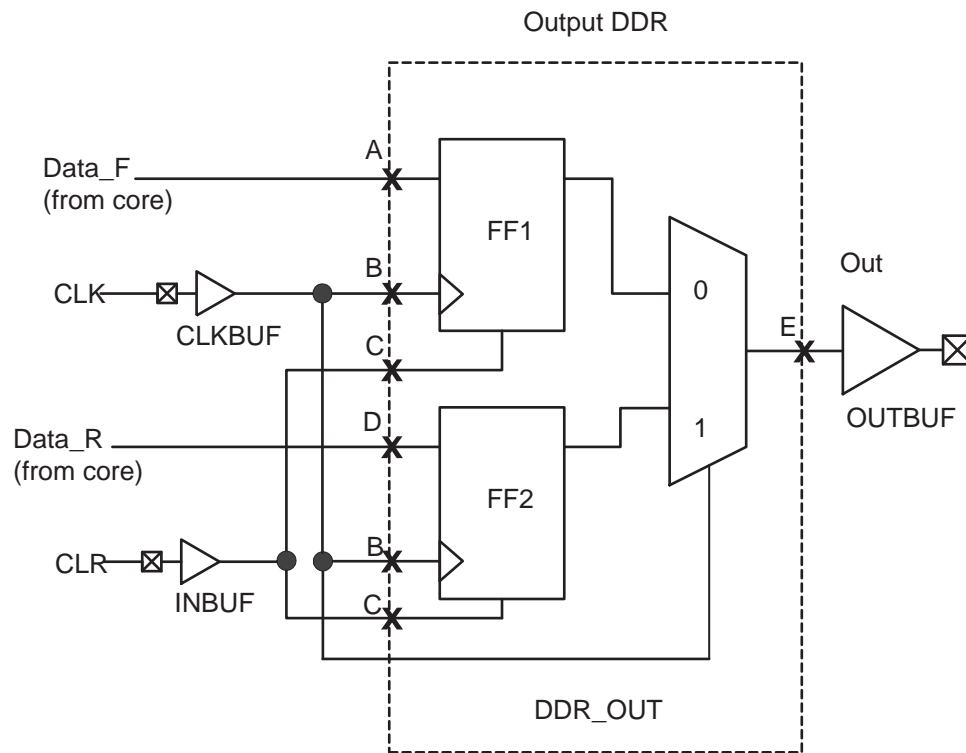 Output DDR
A
Data_F
(from core)
FF1
B
CLK
CLKBUF
0
Out
E
C
OUTBUF
D
Data_R
(from core)
1
FF2
B
CLR
INBUF
C
DDR_OUT